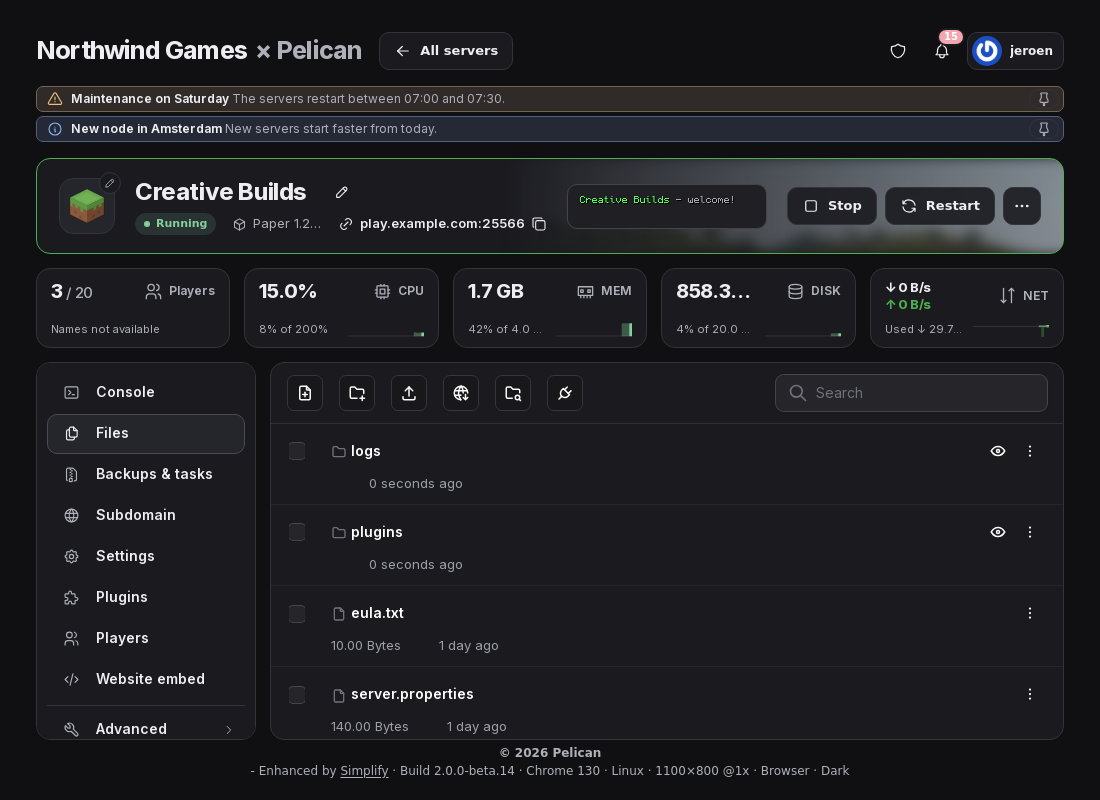 Northwind Games × Pelican
All servers
15
jeroen
Maintenance on Saturday The servers restart between 07:00 and 07:30.
New node in Amsterdam New servers start faster from today.
Creative Builds
Running
Paper 1.2...
play.example.com:25566
Creative Builds – welcome!
Stop
Restart
3 / 20
Players
Names not available
15.0%
CPU
8% of 200%
1.7 GB
MEM
42% of 4.0 ...
858.3...
DISK
4% of 20.0 ...
↓ 0 B/s
↑ 0 B/s
NET
Used ↓ 29.7...
Console
Files
Backups & tasks
Subdomain
Settings
Plugins
Players
Website embed
Advanced
Search
logs
0 seconds ago
plugins
0 seconds ago
eula.txt
10.00 Bytes 1 day ago
server.properties
140.00 Bytes 1 day ago
© 2026 Pelican
- Enhanced by Simplify · Build 2.0.0-beta.14 · Chrome 130 · Linux · 1100×800 @1x · Browser · Dark